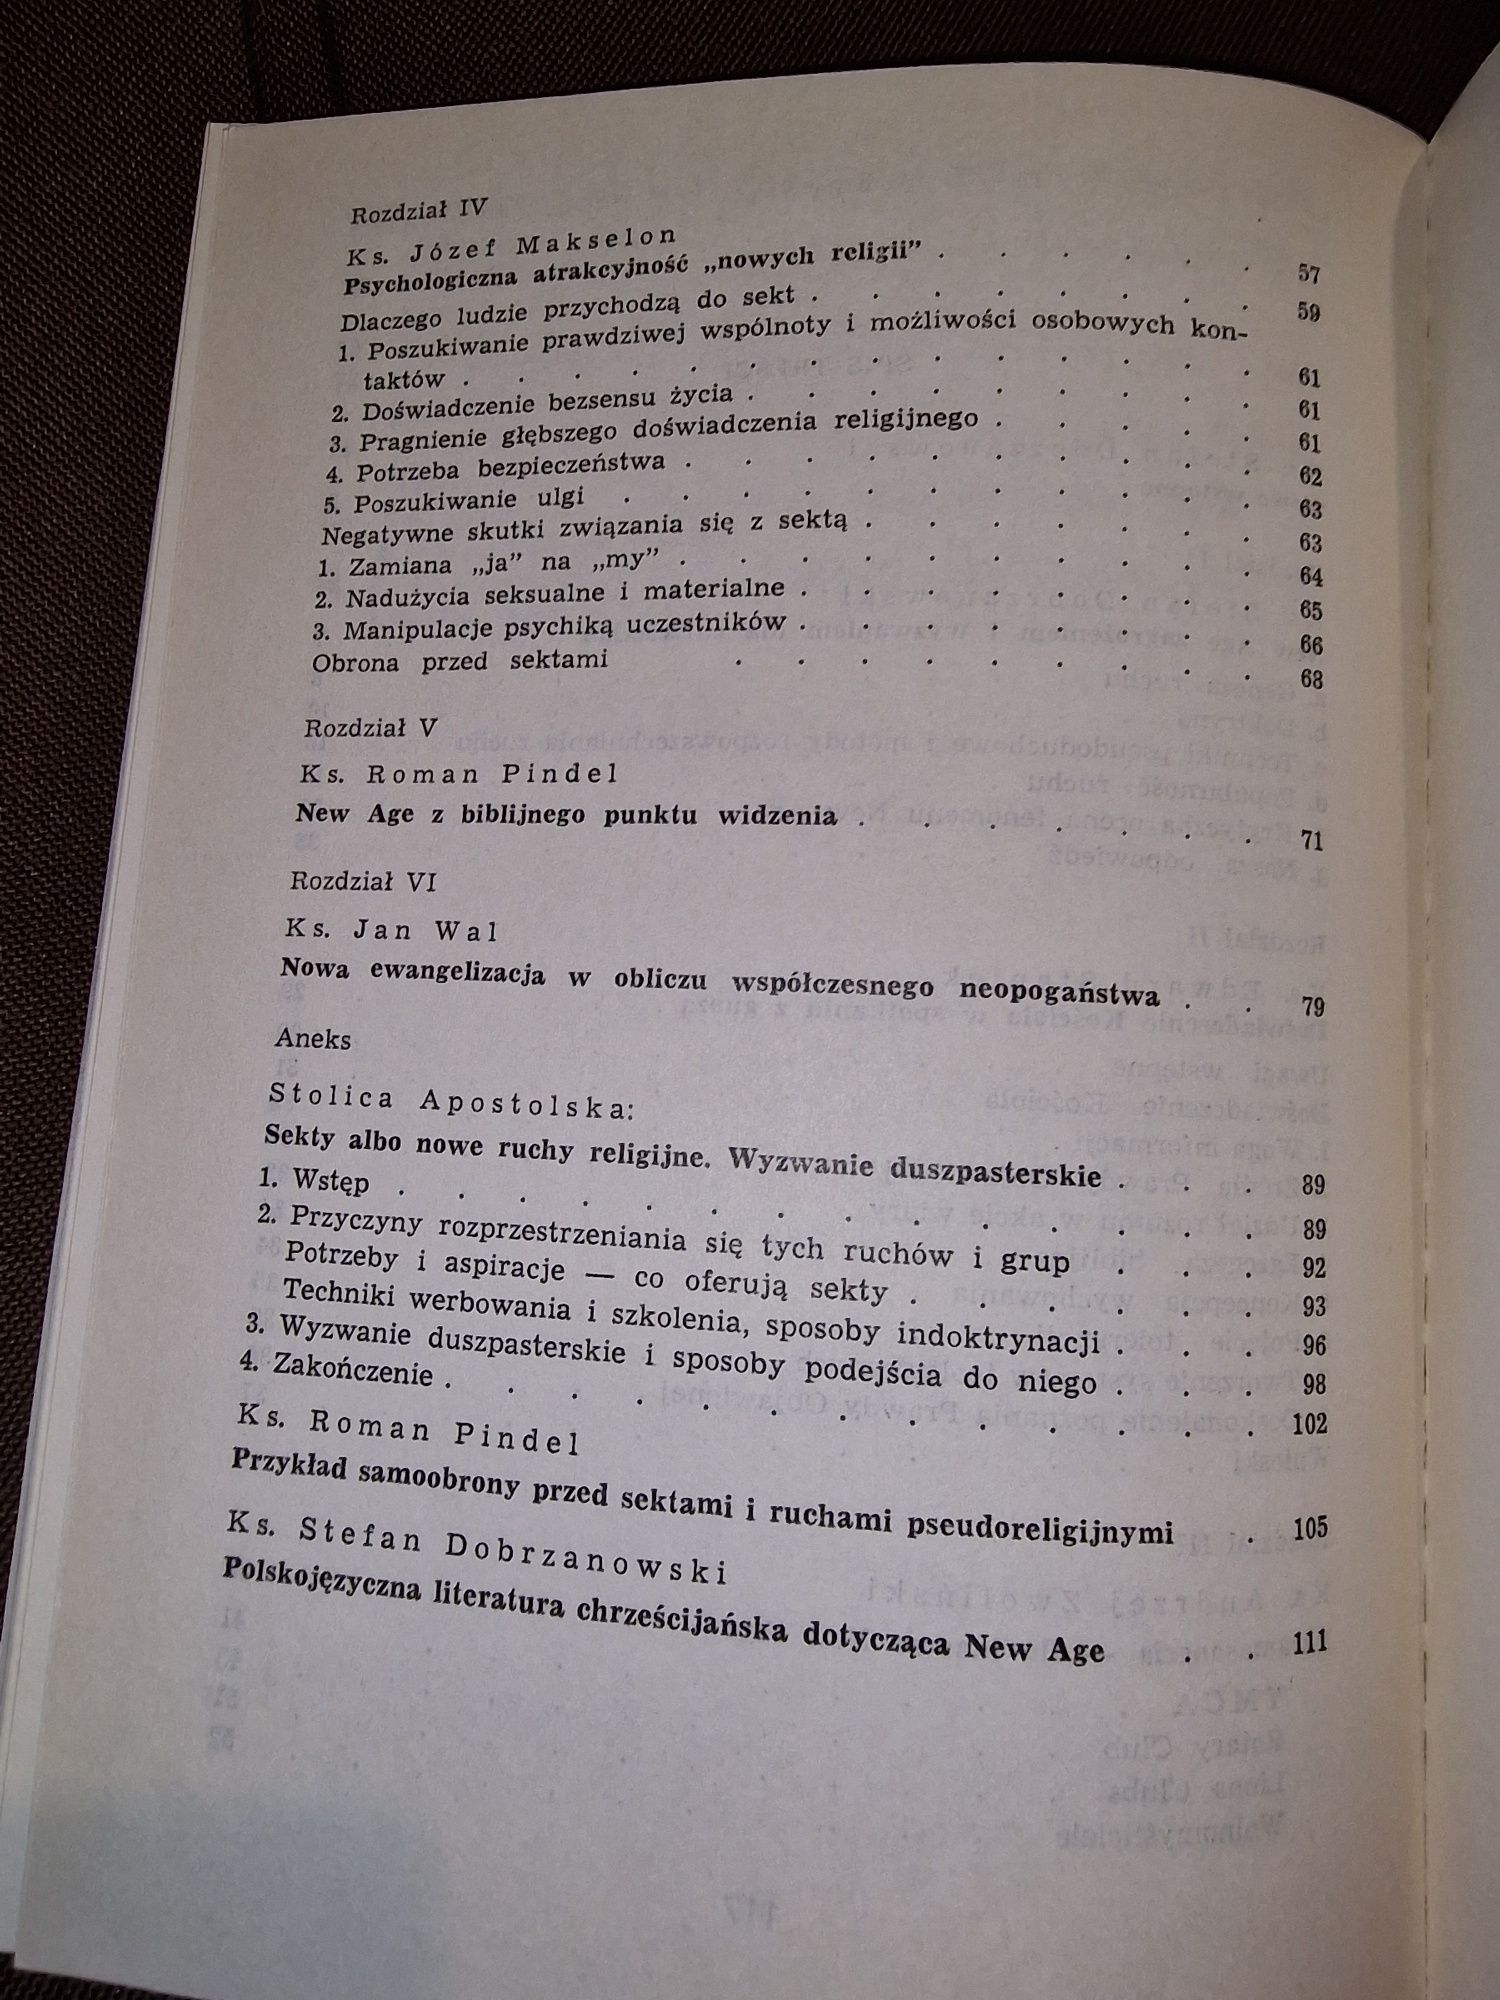 Rozdział IV
Ks. Józef Makselon
Psychologiczna atrakcyjność „nowych religii” . . . . . . 57
Dlaczego ludzie przychodzą do sekt . . . . . . . . 59
1. Poszukiwanie prawdziwej wspólnoty i możliwości osobowych kon-
taktów . . . . . . . . . . . . . . 61
2. Doświadczenie bezsensu życia . . . . . . . . . 61
3. Pragnienie głębszego doświadczenia religijnego . . . . . 61
4. Potrzeba bezpieczeństwa . . . . . . . . . . 62
5. Poszukiwanie ulgi . . . . . . . . . . . 63
Negatywne skutki związania się z sektą . . . . . . . 63
1. Zamiana „ja” na „my” . . . . . . . . . . 64
2. Nadużycia seksualne i materialne . . . . . . . . 65
3. Manipulacje psychiką uczestników . . . . . . . . 66
Obrona przed sektami . . . . . . . . . 68
Rozdział V
Ks. Roman Pindel
New Age z biblijnego punktu widzenia . . . . . . . 71
Rozdział VI
Ks. Jan Wal
Nowa ewangelizacja w obliczu współczesnego neopogaństwa . . 79
Aneks
Stolica Apostolska:
Sekty albo nowe ruchy religijne. Wyzwanie duszpasterskie . . . 89
1. Wstęp . . . . . . . . . . . . . . 89
2. Przyczyny rozprzestrzeniania się tych ruchów i grup . . . 92
Potrzeby i aspiracje — co oferują sekty . . . . . . 93
Techniki werbowania i szkolenia, sposoby indoktrynacji . . . 96
3. Wyzwanie duszpasterskie i sposoby podejścia do niego . . . 98
4. Zakończenie . . . . . . . . . . . . . 102
Ks. Roman Pindel
Przykład samoobrony przed sektami i ruchami pseudoreligijnymi . 105
Ks. Stefan Dobrzanowski
Polskojęzyczna literatura chrześcijańska dotycząca New Age . . 111